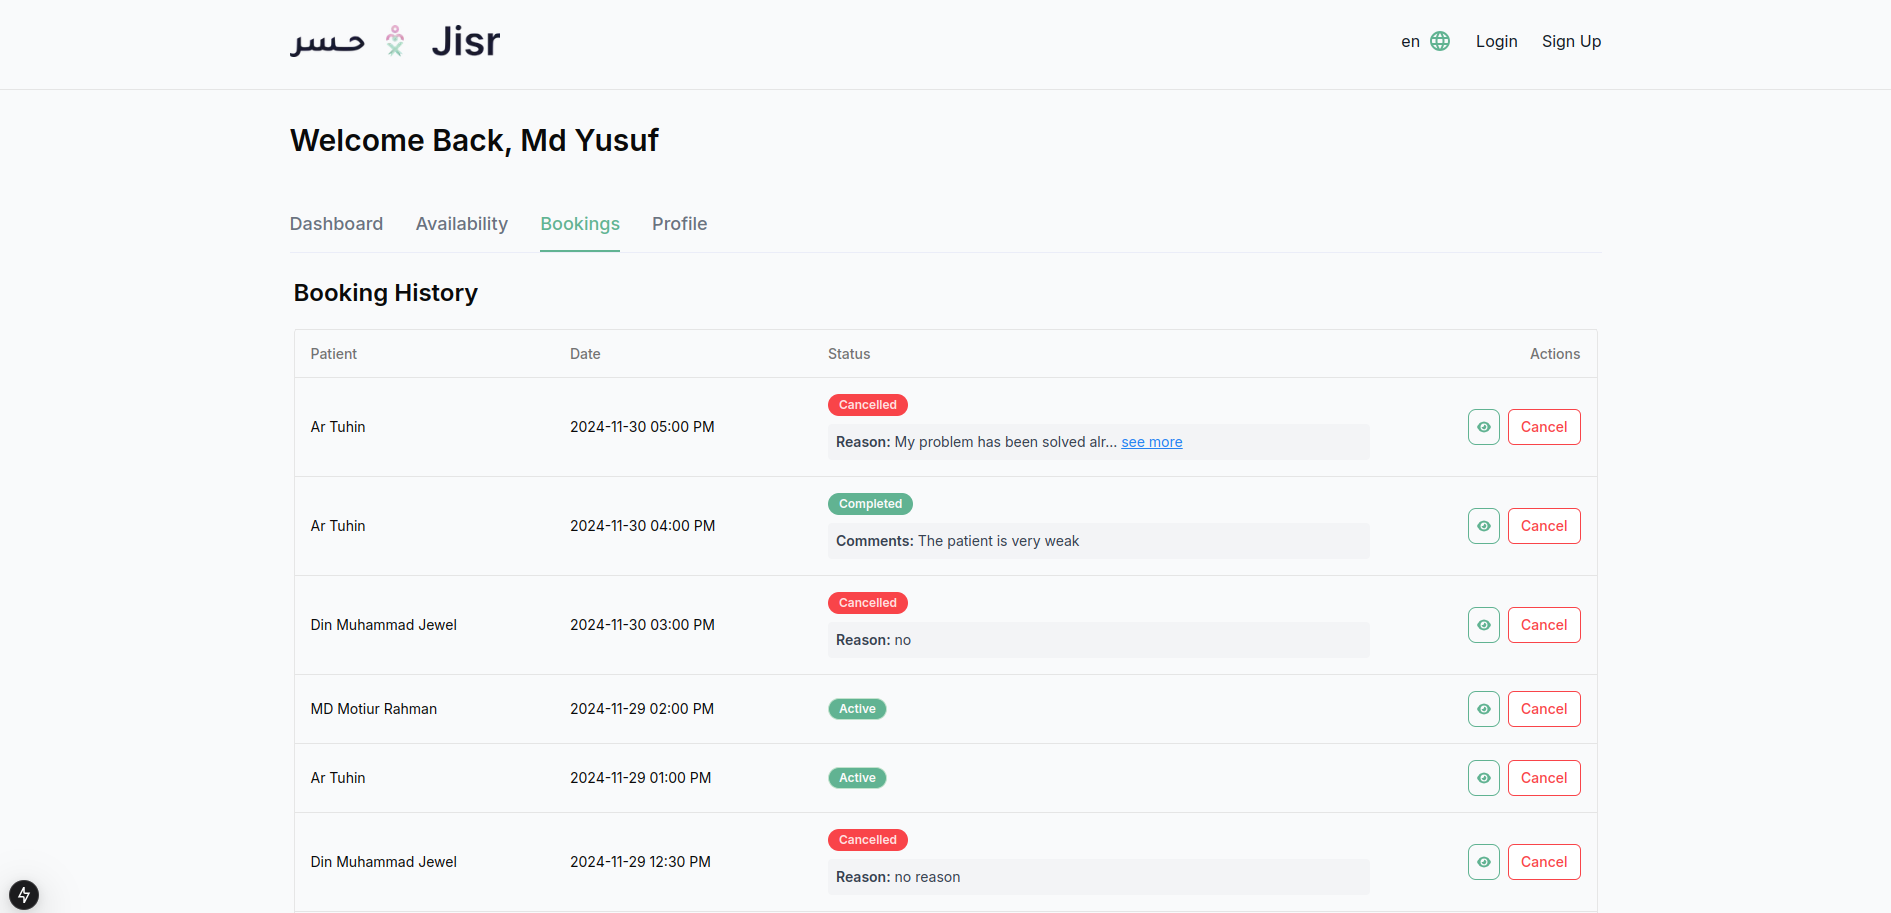 حسر Jisr
en Login Sign Up
Welcome Back, Md Yusuf
Dashboard Availability Bookings Profile
Booking History
Patient Date Status Actions
Cancelled
Ar Tuhin 2024-11-30 05:00 PM Cancel
Reason: My problem has been solved alr... see more
Completed
Ar Tuhin 2024-11-30 04:00 PM Cancel
Comments: The patient is very weak
Cancelled
Din Muhammad Jewel 2024-11-30 03:00 PM Cancel
Reason: no
MD Motiur Rahman 2024-11-29 02:00 PM Active Cancel
Ar Tuhin 2024-11-29 01:00 PM Active Cancel
Cancelled
Din Muhammad Jewel 2024-11-29 12:30 PM Cancel
Reason: no reason